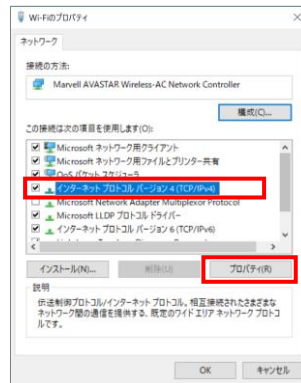 Wi-Fiのプロパティ
ネットワーク
接続の方法:
Marvell AVASTAR Wireless-AC Network Controller
構成(C)...
この接続は次の項目を使用します(O):
Microsoft ネットワーク用クライアント
Microsoft ネットワーク用ファイルとプリンター共有
QoS パケット スケジューラ
インターネット プロトコル バージョン 4 (TCP/IPv4)
Microsoft Network Adapter Multiplexor Protocol
Microsoft LLDP プロトコル ドライバー
インターネット プロトコル バージョン 6 (TCP/IPv6)
インストール(N)...
削除(U)
プロパティ(R)
説明
伝送制御プロトコル/インターネット プロトコル。相互接続されたさまざまな
ネットワーク間の通信を提供する、既定のワイド エリア ネットワーク プロトコ
ルです。
OK
キャンセル